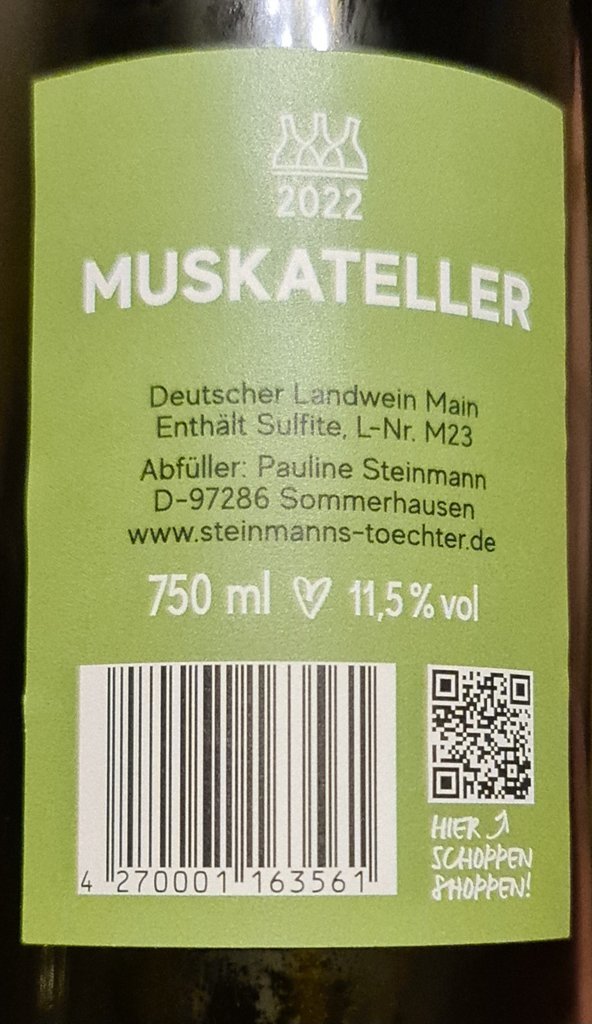 2022
MUSKATELLER
Deutscher Landwein Main
Enthält Sulfite, L-Nr. M23
Abfüller: Pauline Steinmann
D-97286 Sommerhausen
www.steinmanns-toechter.de
750 ml 11,5 % vol
4 270001 163561
HIER
SCHOPPEN
SHOPPEN!